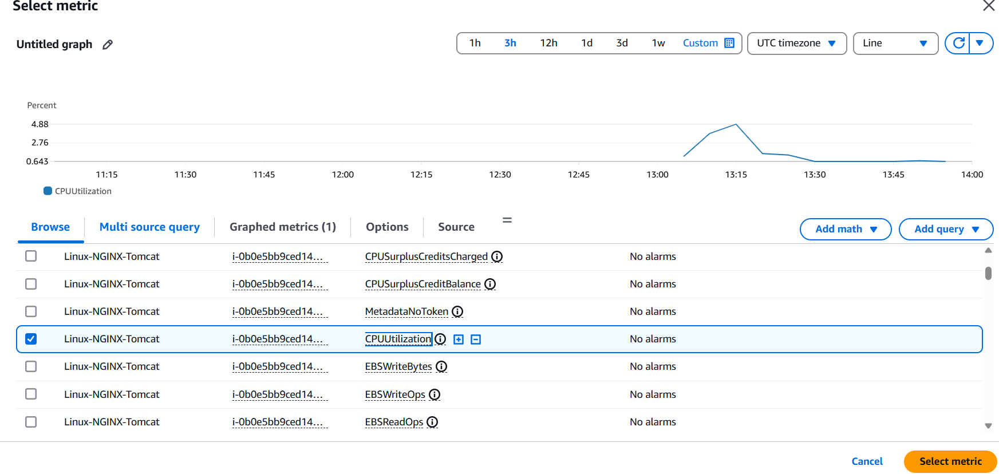 Select metric
Untitled graph
1h 3h 12h 1d 3d 1w Custom UTC timezone Line
Percent
4.88
2.76
0.643
11:15 11:30 11:45 12:00 12:15 12:30 12:45 13:00 13:15 13:30 13:45 14:00
CPUUtilization
Browse Multi source query Graphed metrics (1) Options Source Add math Add query
Linux-NGINX-Tomcat i-0b0e5bb9ced14... CPUSurplusCreditsCharged No alarms
Linux-NGINX-Tomcat i-0b0e5bb9ced14... CPUSurplusCreditBalance No alarms
Linux-NGINX-Tomcat i-0b0e5bb9ced14... MetadataNoToken No alarms
Linux-NGINX-Tomcat i-0b0e5bb9ced14... CPUUtilization No alarms
Linux-NGINX-Tomcat i-0b0e5bb9ced14... EBSWriteBytes No alarms
Linux-NGINX-Tomcat i-0b0e5bb9ced14... EBSWriteOps No alarms
Linux-NGINX-Tomcat i-0b0e5bb9ced14... EBSReadOps No alarms
Cancel Select metric